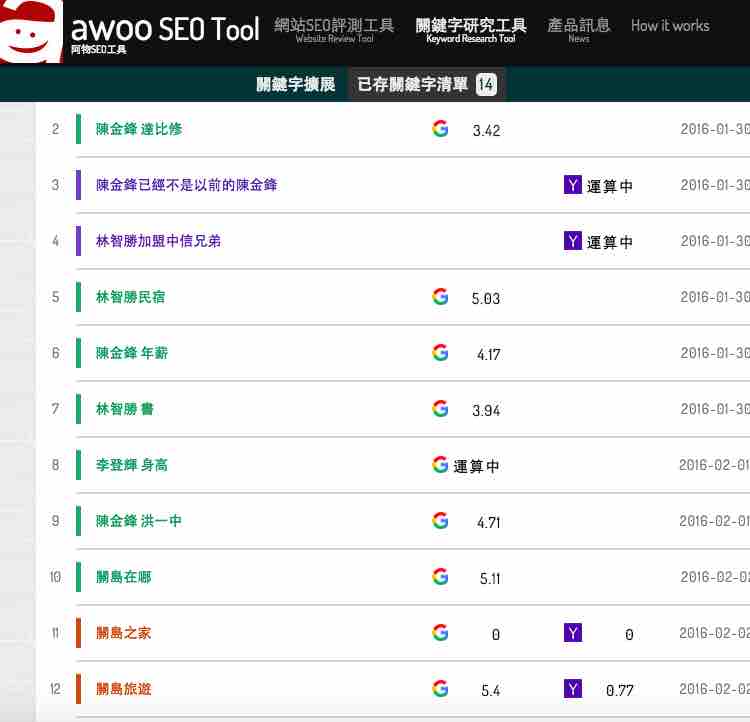 awoo SEO Tool
阿物SEO工具
網站SEO評測工具
Website Review Tool
關鍵字研究工具
Keyword Research Tool
產品訊息
News
How it works
關鍵字擴展 已存關鍵字清單 14
2 陳金鋒 達比修 3.42 2016-01-30
3 陳金鋒已經不是以前的陳金鋒 Y 運算中 2016-01-30
4 林智勝加盟中信兄弟 Y 運算中 2016-01-30
5 林智勝民宿 G 5.03 2016-01-30
6 陳金鋒 年薪 G 4.17 2016-01-30
7 林智勝 書 G 3.94 2016-01-30
8 李登輝 身高 G 運算中 2016-02-01
9 陳金鋒 洪一中 G 4.71 2016-02-01
10 關島在哪 G 5.11 2016-02-02
11 關島之家 G 0 Y 0 2016-02-02
12 關島旅遊 G 5.4 Y 0.77 2016-02-02